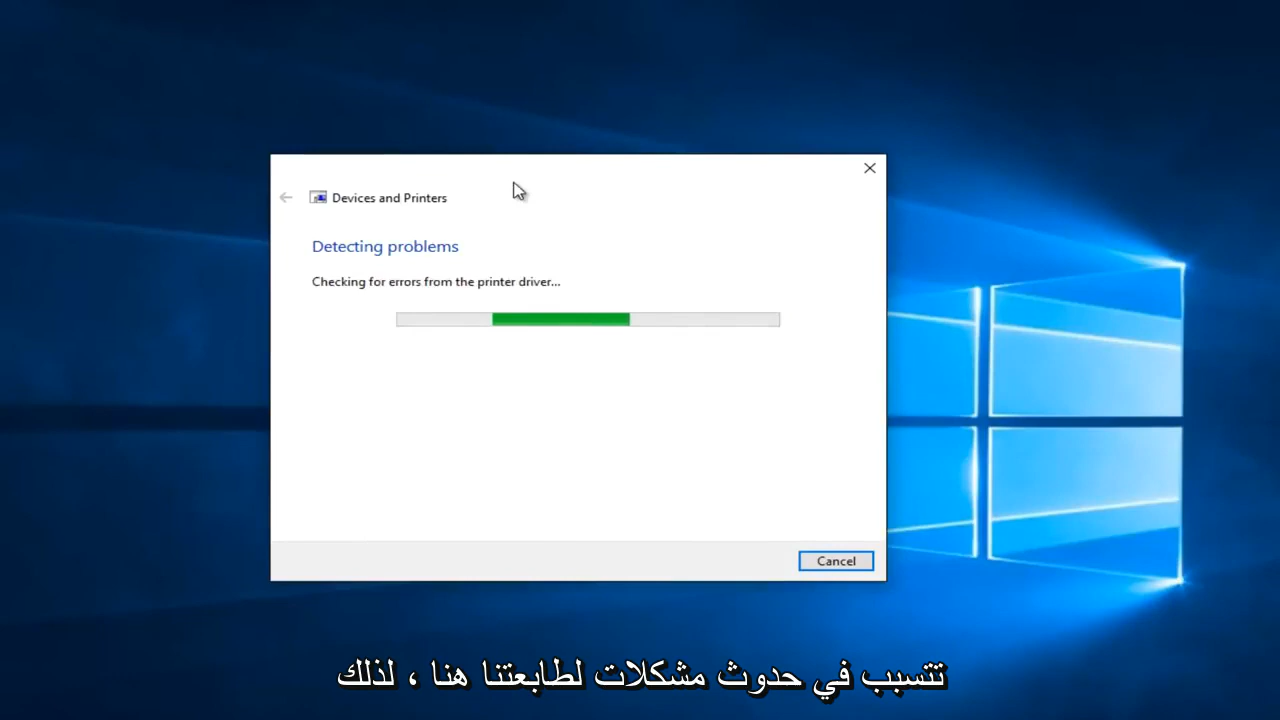 Devices and Printers
Detecting problems
Checking for errors from the printer driver...
Cancel
تتسبب في حدوث مشكلات لطابعتنا هنا ، لذلك